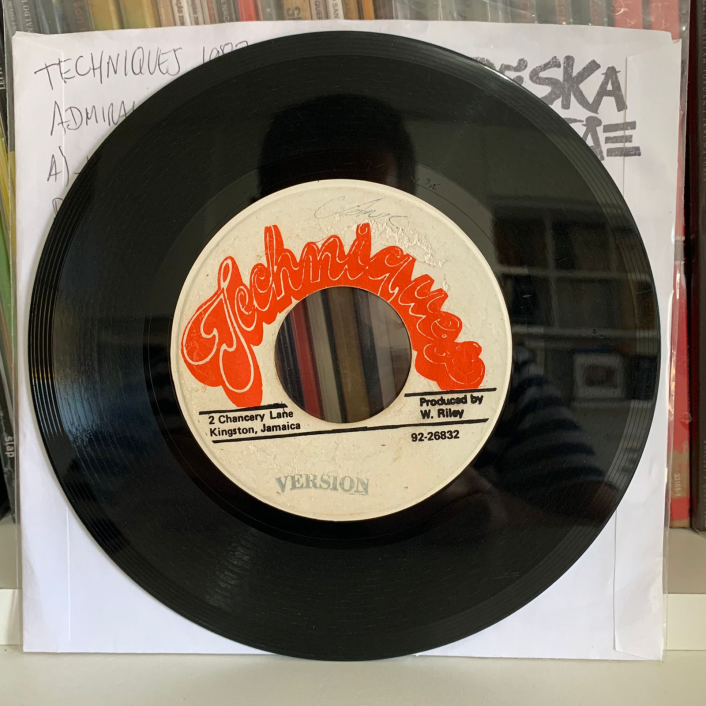 TECHNIQUES
ADMIRAL
A)
SKA
Techniques
2 Chancery Lane
Kingston, Jamaica
Produced by
W. Riley
92-26832
VERSION